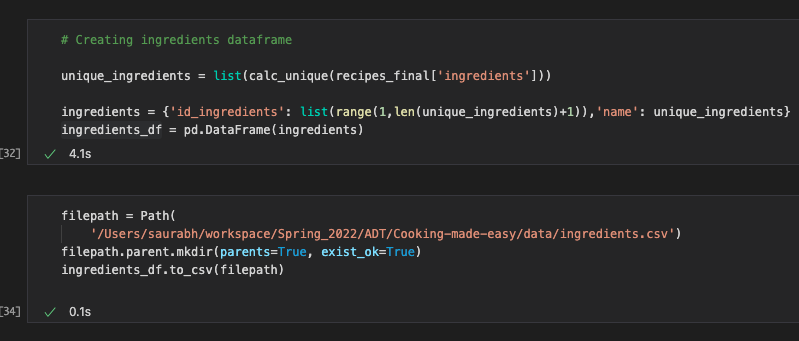 # Creating ingredients dataframe
unique_ingredients = list(calc_unique(recipes_final['ingredients']))
ingredients = {'id_ingredients': list(range(1,len(unique_ingredients)+1)),'name': unique_ingredients}
ingredients_df = pd.DataFrame(ingredients)
[32] ✓ 4.1s
filepath = Path(
'/Users/saurabh/workspace/Spring_2022/ADT/Cooking-made-easy/data/ingredients.csv')
filepath.parent.mkdir(parents=True, exist_ok=True)
ingredients_df.to_csv(filepath)
[34] ✓ 0.1s